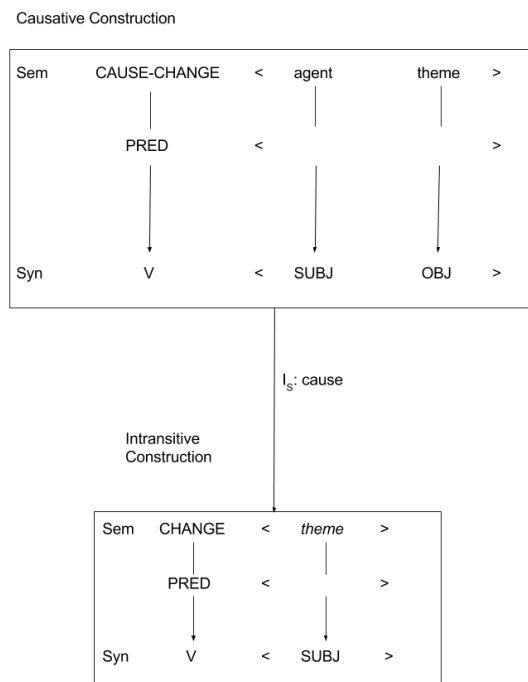 Causative Construction
Sem CAUSE-CHANGE < agent theme >
PRED < >
Syn V < SUBJ OBJ >
I_S: cause
Intransitive
Construction
Sem CHANGE < theme >
PRED < >
Syn V < SUBJ >